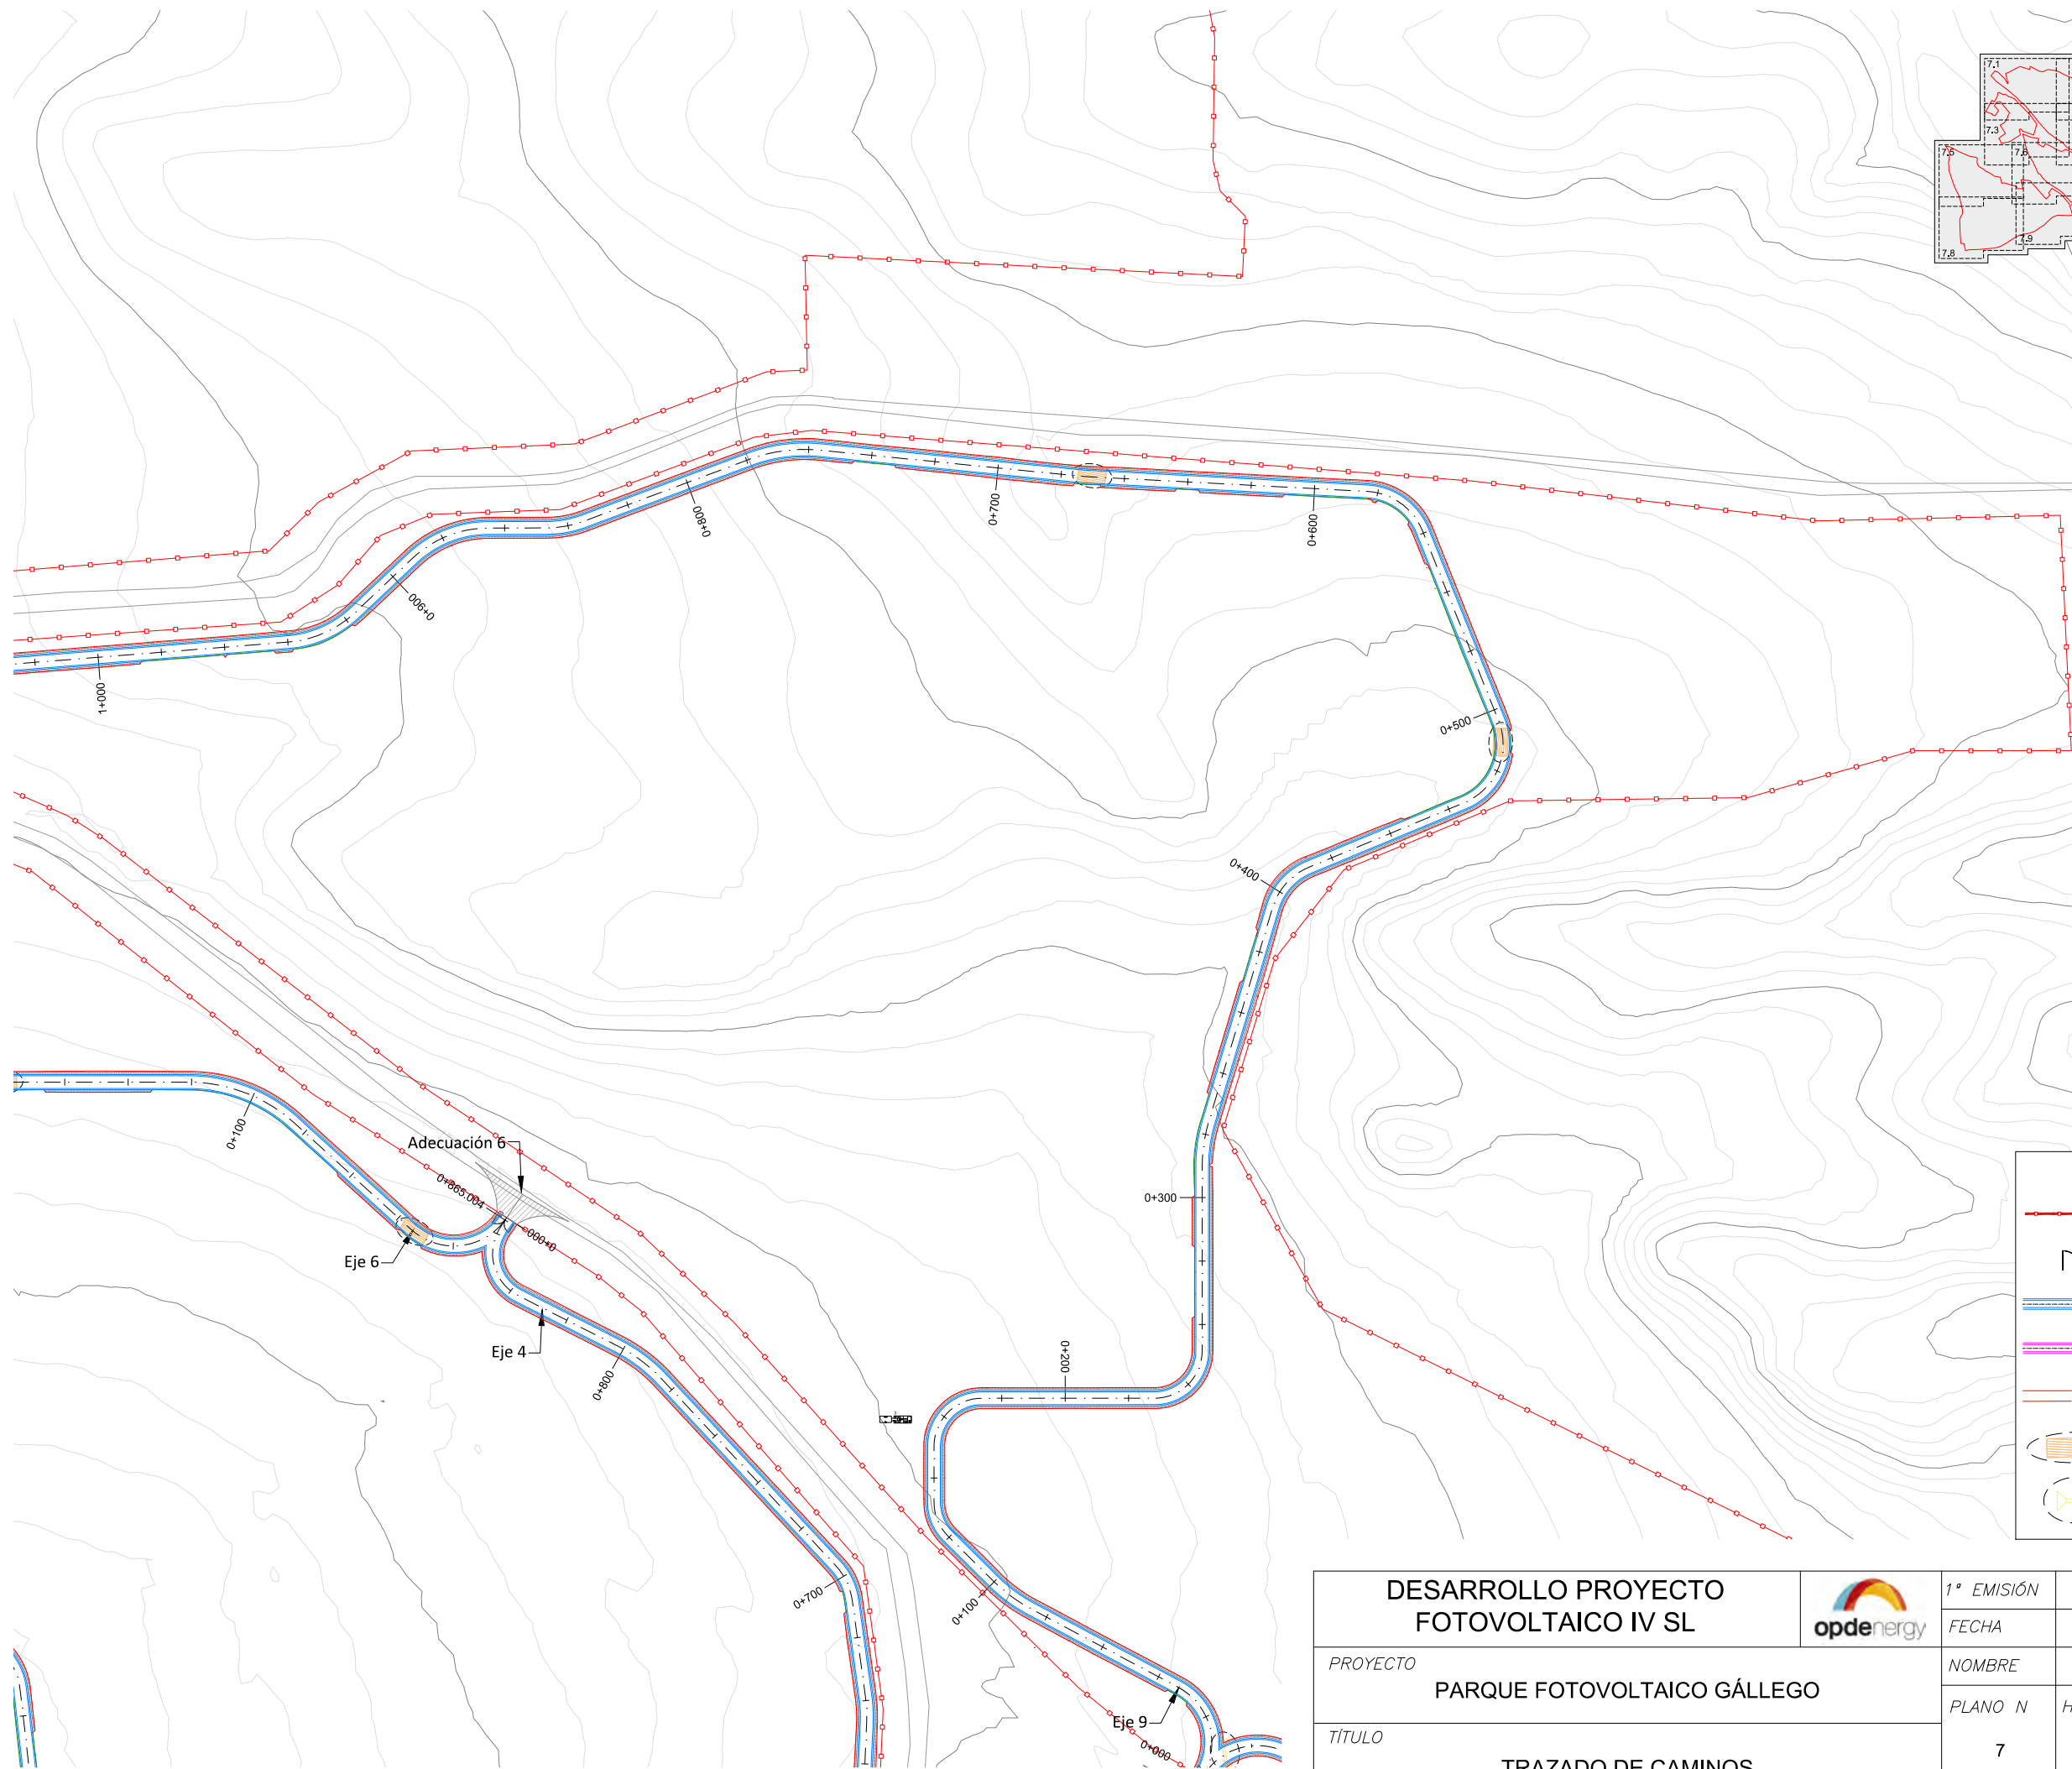 7.1
7.3
7.5
7.6
7.8
7.9
0+700
0+800
0+600
0+900
1+000
0+500
0+400
0+100
Adecuación 6
0+865.004
0+000
0+300
Eje 6
Eje 4
0+800
0+200
0+700
0+100
Eje 9
0+000
DESARROLLO PROYECTO
FOTOVOLTAICO IV SL
opdenergy
1ª EMISIÓN
FECHA
PROYECTO
PARQUE FOTOVOLTAICO GÁLLEGO
NOMBRE
PLANO N
TÍTULO
TRAZADO DE CAMINOS
7